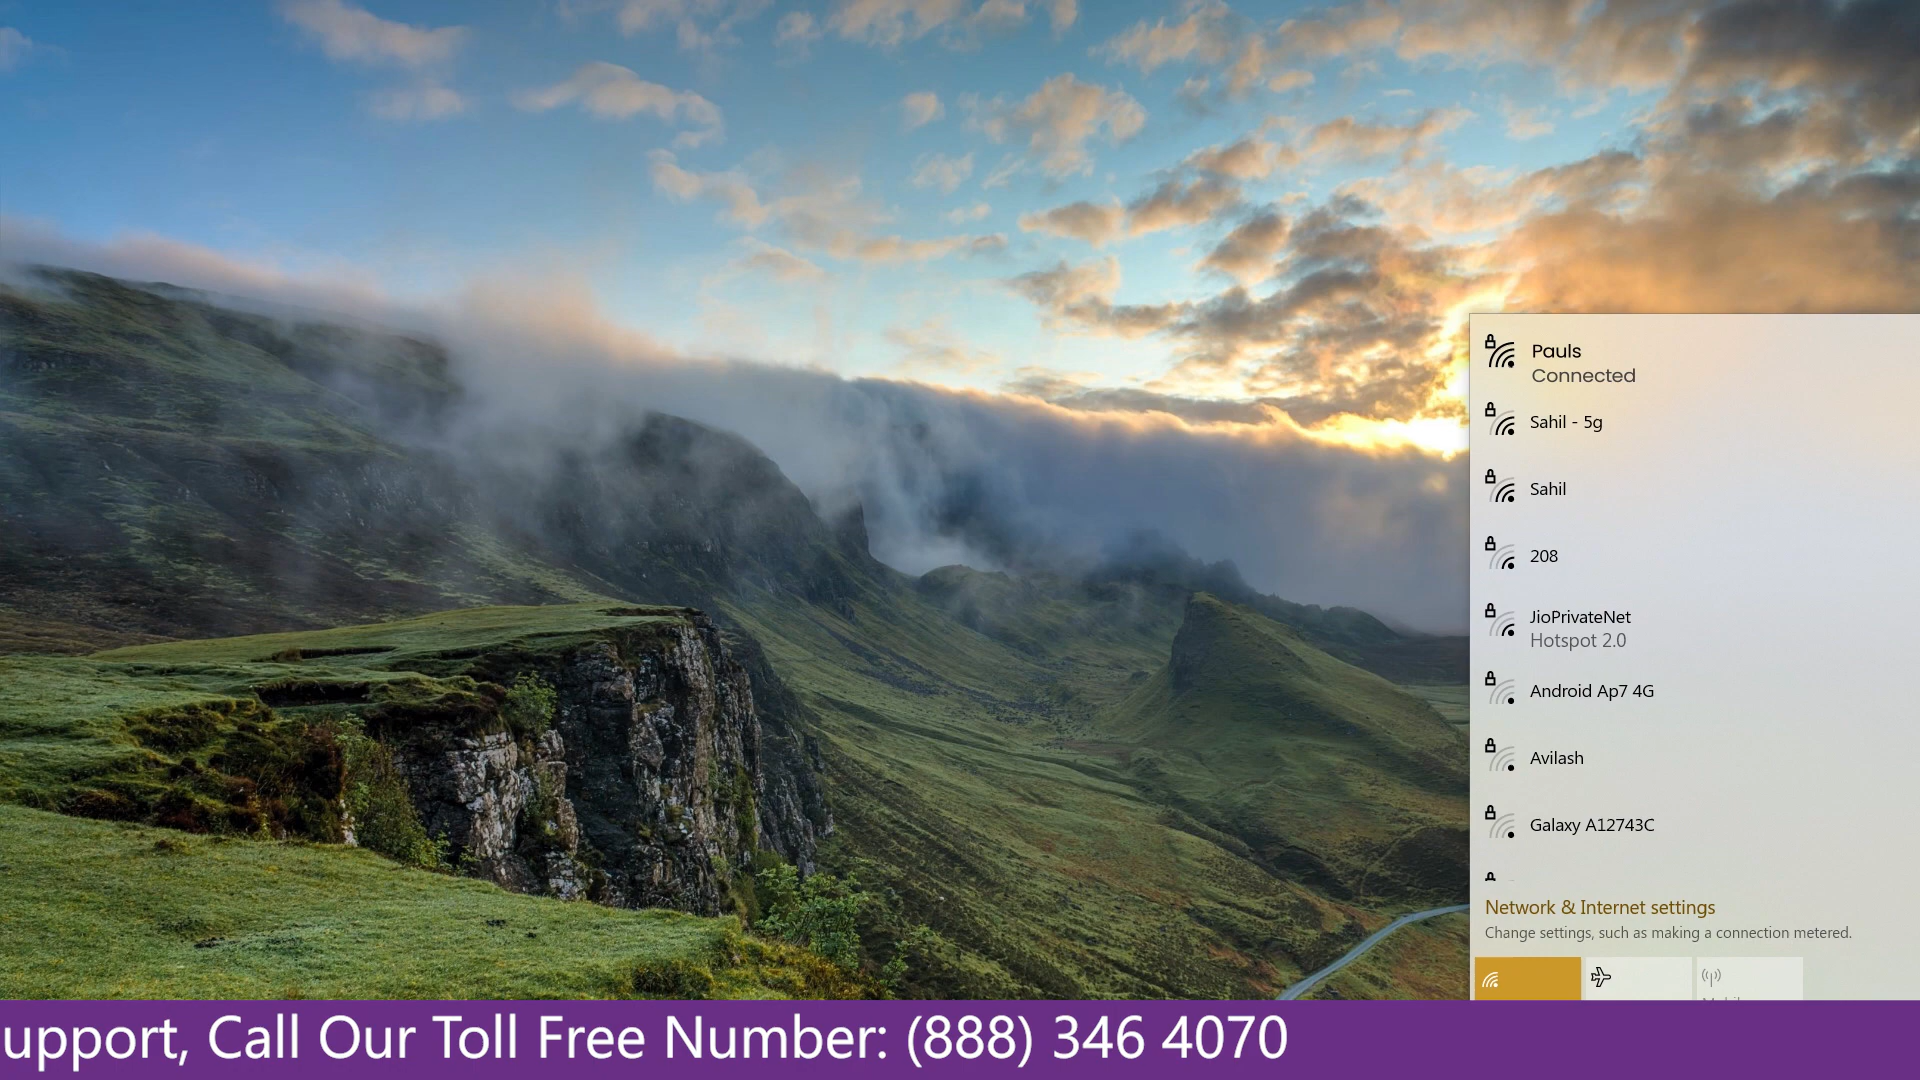 Pauls
Connected
Sahil - 5g
Sahil
208
JioPrivateNet
Hotspot 2.0
Android Ap7 4G
Avilash
Galaxy A12743C
Network & Internet settings
Change settings, such as making a connection metered.
upport, Call Our Toll Free Number: (888) 346 4070